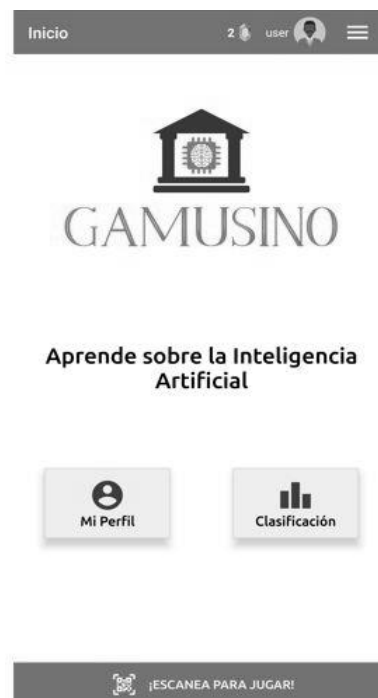 Inicio
2 user
GAMUSINO
Aprende sobre la Inteligencia
Artificial
Mi Perfil
Clasificación
¡ESCANEA PARA JUGAR!